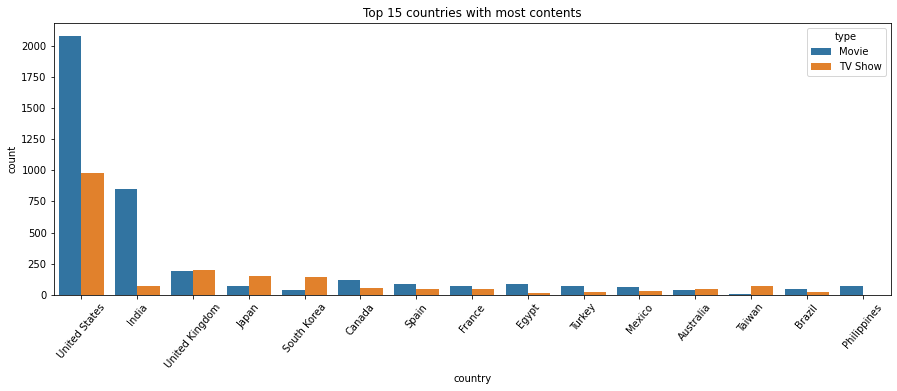 Top 15 countries with most contents
type
Movie
TV Show
2000
1750
1500
1250
1000
750
500
250
0
count
United States
India
United Kingdom
Japan
South Korea
Canada
Spain
France
Egypt
Turkey
Mexico
Australia
Taiwan
Brazil
Philippines
country